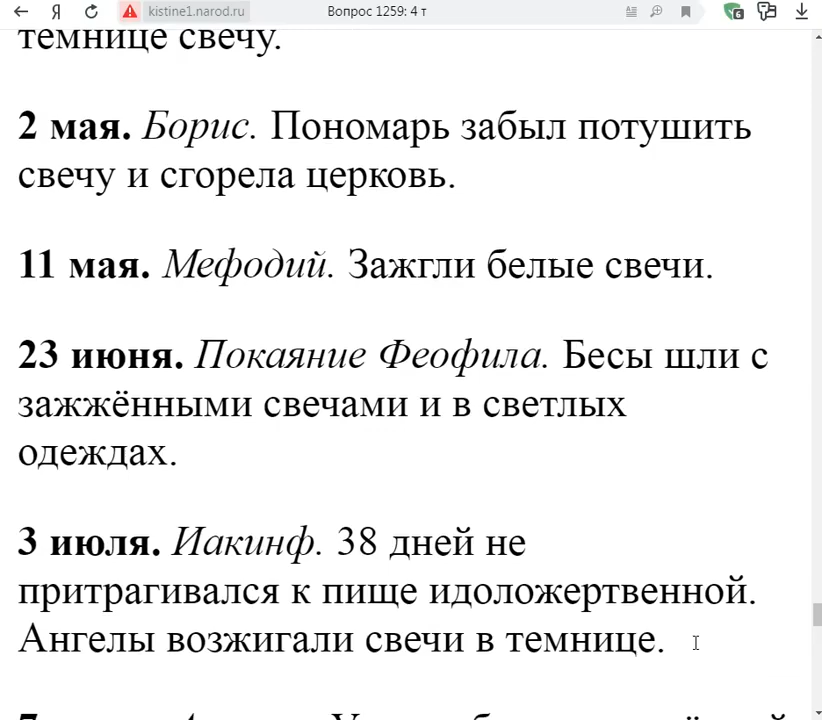 Я
kistine1.narod.ru
Вопрос 1259: 4 т
6
темнице свечу.
2 мая. Борис. Пономарь забыл потушить
свечу и сгорела церковь.
11 мая. Мефодий. Зажгли белые свечи.
23 июня. Покаяние Феофила. Бесы шли с
зажжёнными свечами и в светлых
одеждах.
3 июля. Иакинф. 38 дней не
притрагивался к пище идоложертвенной.
Ангелы возжигали свечи в темнице.